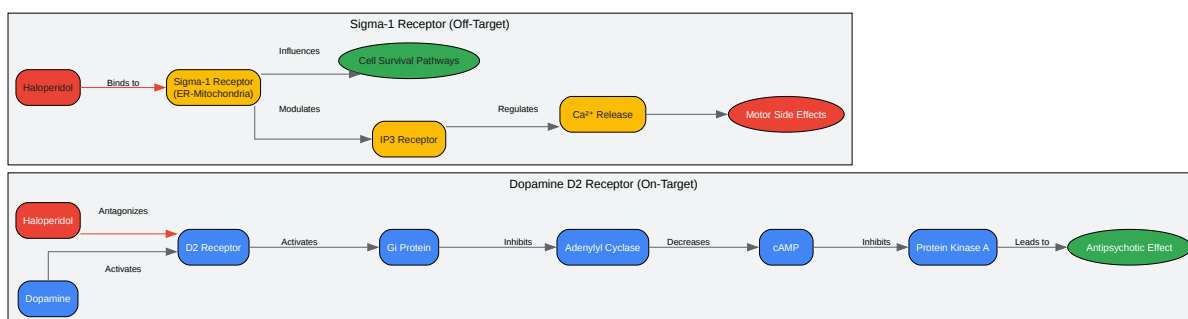 Sigma-1 Receptor (Off-Target)
Influences
Cell Survival Pathways
Haloperidol
Binds to
Sigma-1 Receptor
(ER-Mitochondria)
Modulates
IP3 Receptor
Regulates
Ca²⁺ Release
Motor Side Effects
Dopamine D2 Receptor (On-Target)
Haloperidol
Antagonizes
D2 Receptor
Activates
Gi Protein
Inhibits
Adenylyl Cyclase
Decreases
cAMP
Inhibits
Protein Kinase A
Leads to
Antipsychotic Effect
Activates
Dopamine